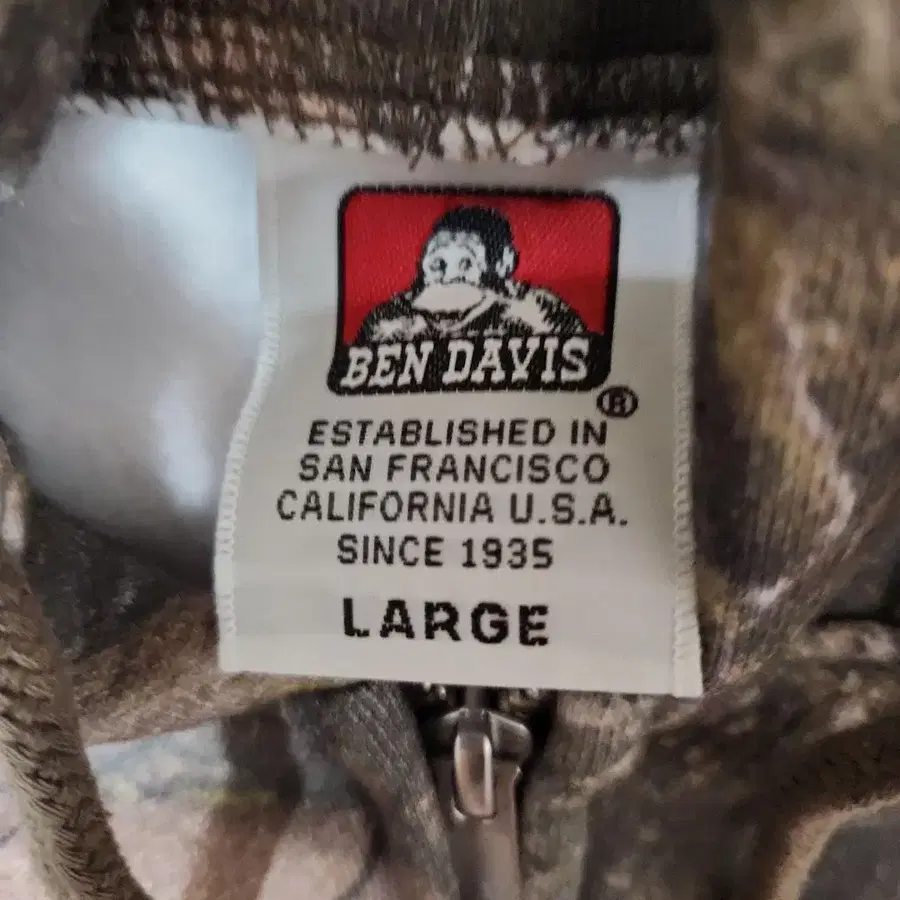 BEN DAVIS
®
ESTABLISHED IN
SAN FRANCISCO
CALIFORNIA U.S.A.
SINCE 1935
LARGE